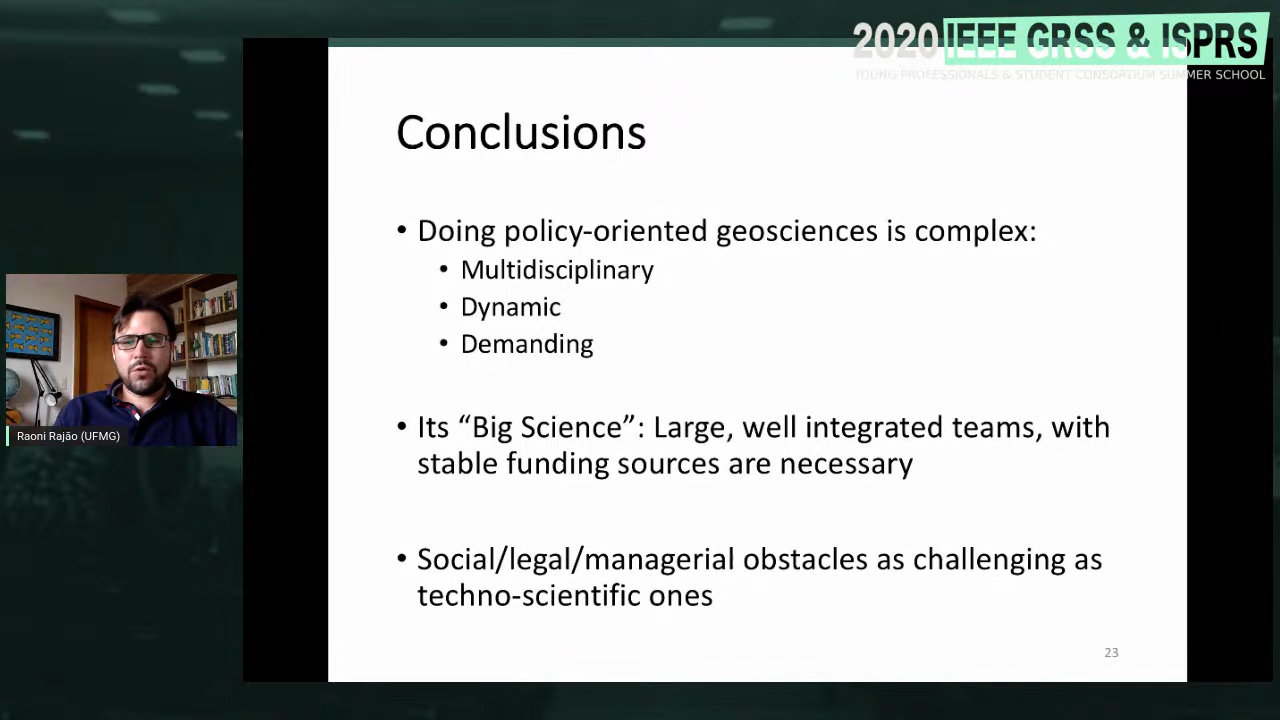 2020 IEEE GRSS & ISPRS
YOUNG PROFESSIONALS & STUDENT CONSORTIUM SUMMER SCHOOL
Conclusions
• Doing policy-oriented geosciences is complex:
• Multidisciplinary
• Dynamic
• Demanding
• Its “Big Science”: Large, well integrated teams, with
stable funding sources are necessary
• Social/legal/managerial obstacles as challenging as
techno-scientific ones
23
Raoni Rajão (UFMG)